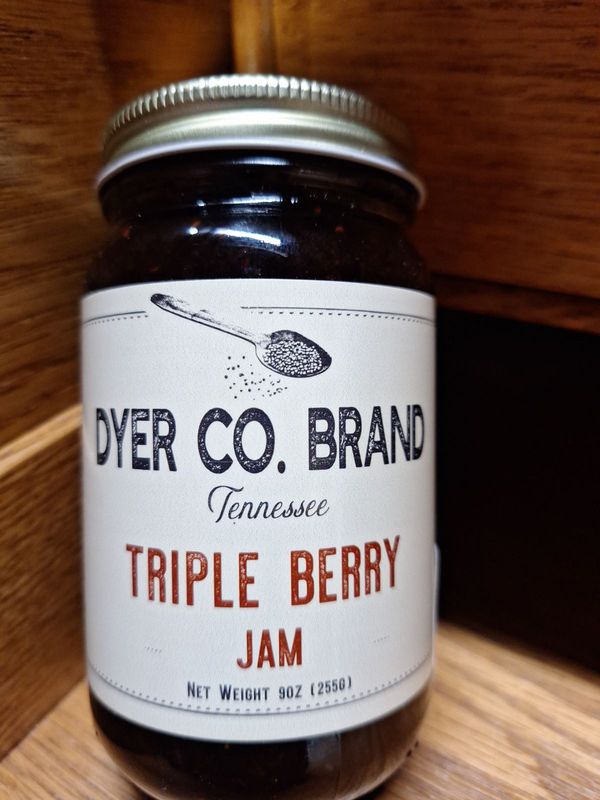 DYER CO. BRAND
Tennessee
TRIPLE BERRY
JAM
NET WEIGHT 9OZ (255G)